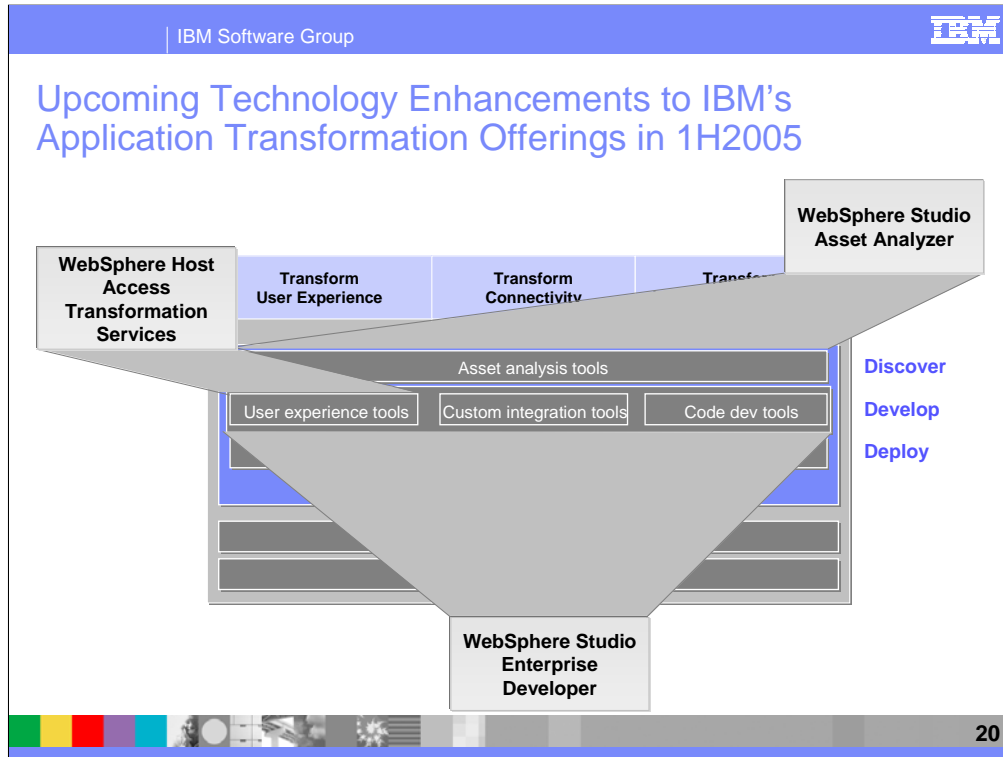 IBM Software Group
IBM
Upcoming Technology Enhancements to IBM's
Application Transformation Offerings in 1H2005
WebSphere Studio
Asset Analyzer
WebSphere Host
Access
Transformation
Services
Transform
User Experience
Transform
Connectivity
Asset analysis tools
Discover
User experience tools
Custom integration tools
Code dev tools
Develop
Deploy
WebSphere Studio
Enterprise
Developer
20